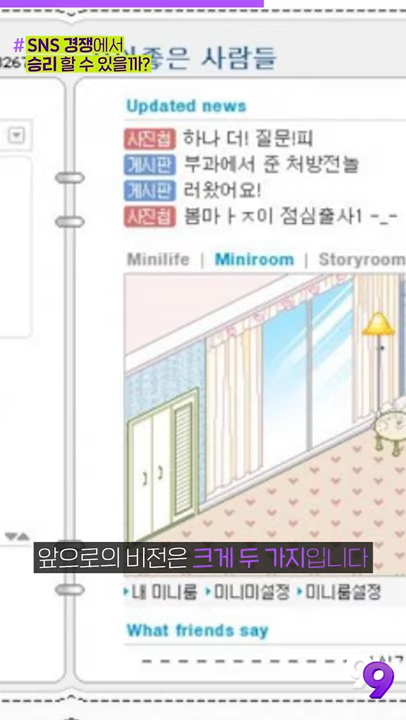 # SNS 경쟁에서
승리 할 수 있을까?
좋은 사람들
Updated news
사진첩 하나 더! 질문!피
게시판 부과에서 준 처방전놀
게시판 러왔어요!
사진첩 봄마ㅏㅈ이 점심출사1 -_-
Minilife | Miniroom | Storyroom
앞으로의 비전은 크게 두 가지입니다
내 미니룸 미니미설정 미니룸설정
What friends say
9